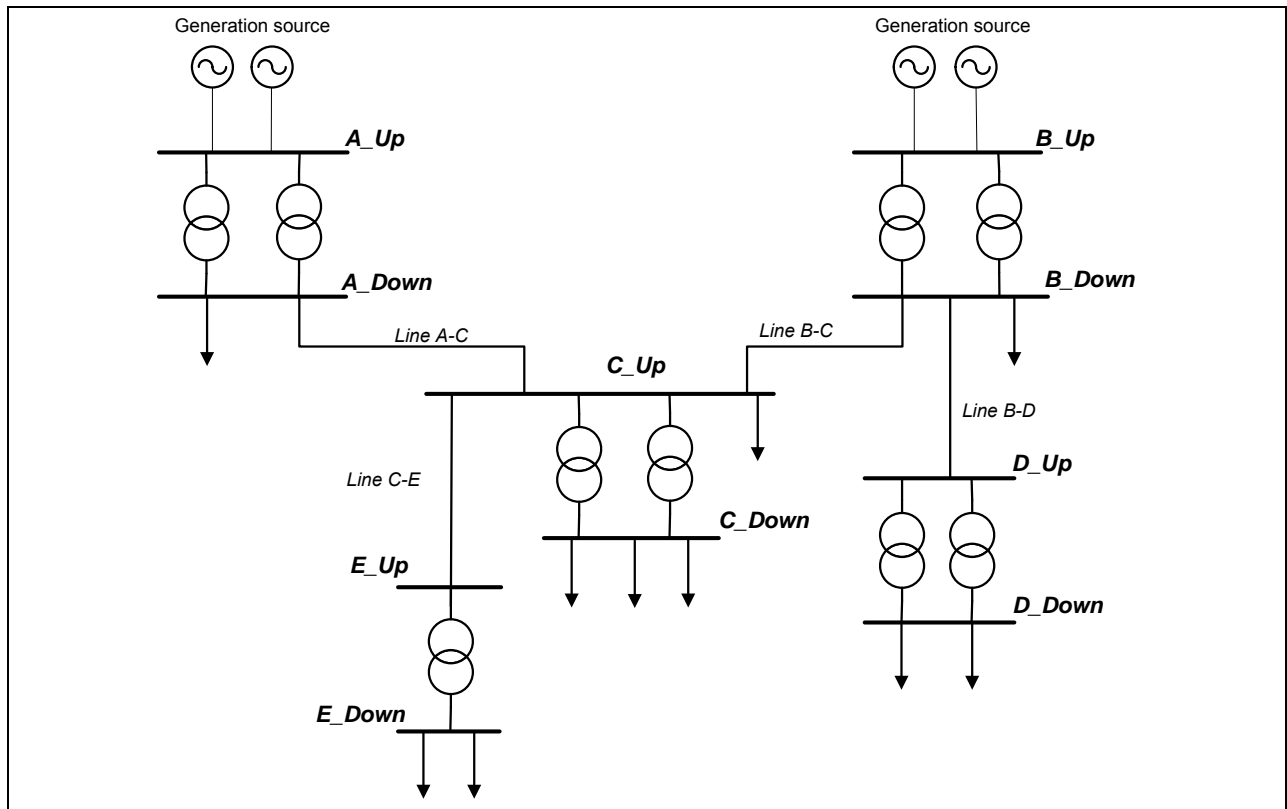 Generation source
Generation source
A_Up
B_Up
A_Down
B_Down
Line A-C
Line B-C
C_Up
Line B-D
Line C-E
D_Up
C_Down
E_Up
D_Down
E_Down